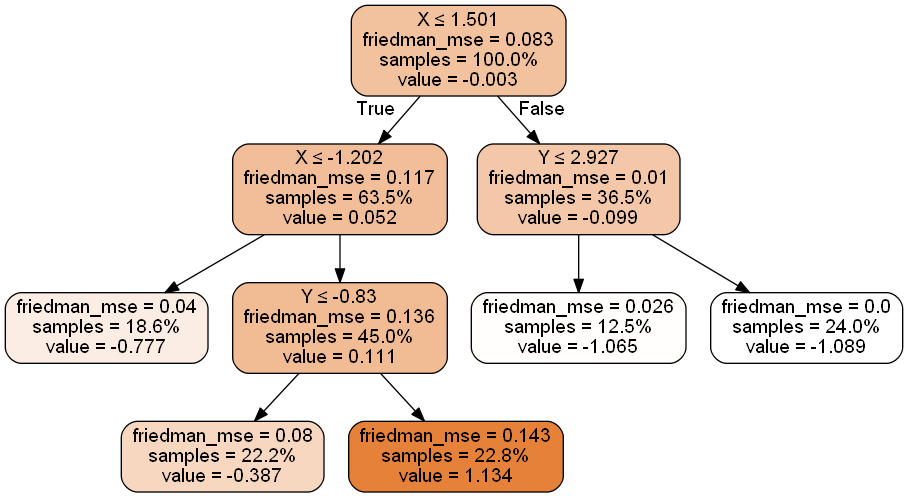 X ≤ 1.501
friedman_mse = 0.083
samples = 100.0%
value = -0.003
True
False
X ≤ -1.202
friedman_mse = 0.117
samples = 63.5%
value = 0.052
Y ≤ 2.927
friedman_mse = 0.01
samples = 36.5%
value = -0.099
friedman_mse = 0.04
samples = 18.6%
value = -0.777
Y ≤ -0.83
friedman_mse = 0.136
samples = 45.0%
value = 0.111
friedman_mse = 0.026
samples = 12.5%
value = -1.065
friedman_mse = 0.0
samples = 24.0%
value = -1.089
friedman_mse = 0.08
samples = 22.2%
value = -0.387
friedman_mse = 0.143
samples = 22.8%
value = 1.134